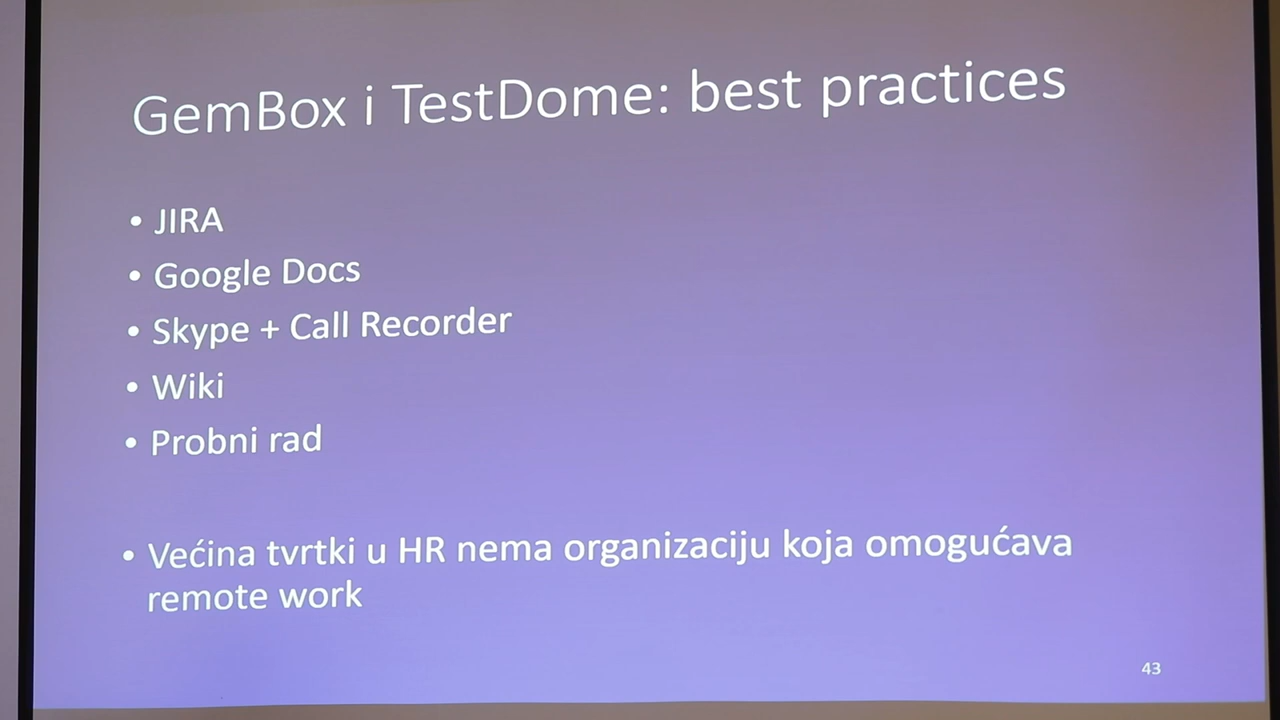 GemBox i TestDome: best practices
• JIRA
• Google Docs
• Skype + Call Recorder
• Wiki
• Probni rad
• Većina tvrtki u HR nema organizaciju koja omogućava
remote work
43